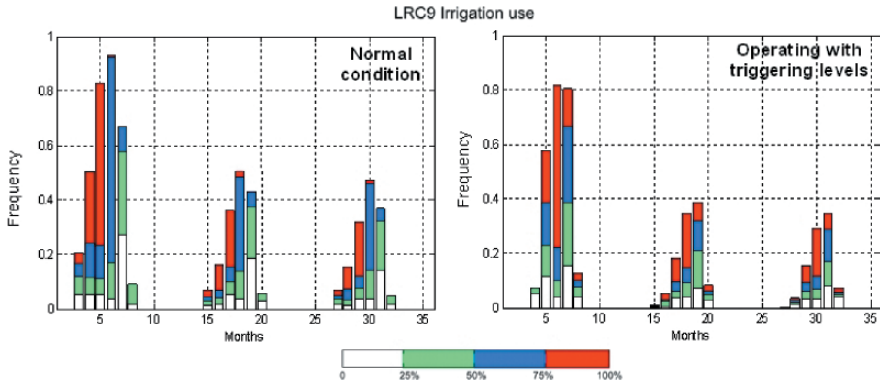 LRC9 Irrigation use
Normal
condition
Frequency
1
0.8
0.6
0.4
0.2
0
5 10 15 20 25 30 35
Months
Operating with
triggering levels
Frequency
1
0.8
0.6
0.4
0.2
0
5 10 15 20 25 30 35
Months
0 25% 50% 75% 100%